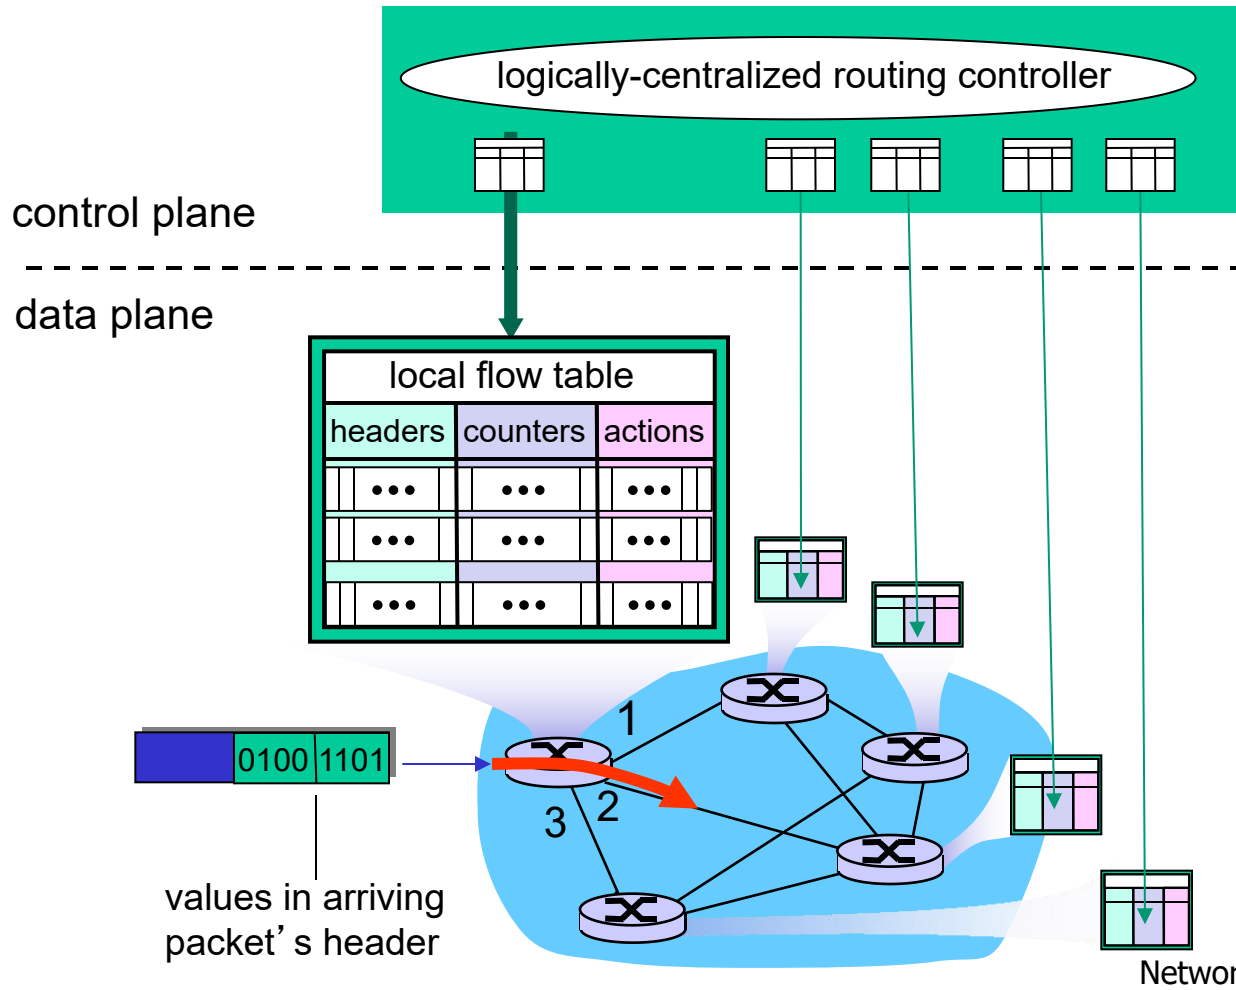 logically-centralized routing controller
control plane
data plane
local flow table
headers counters actions
1
0100 1101
2
3
values in arriving
packet’s header
Networ